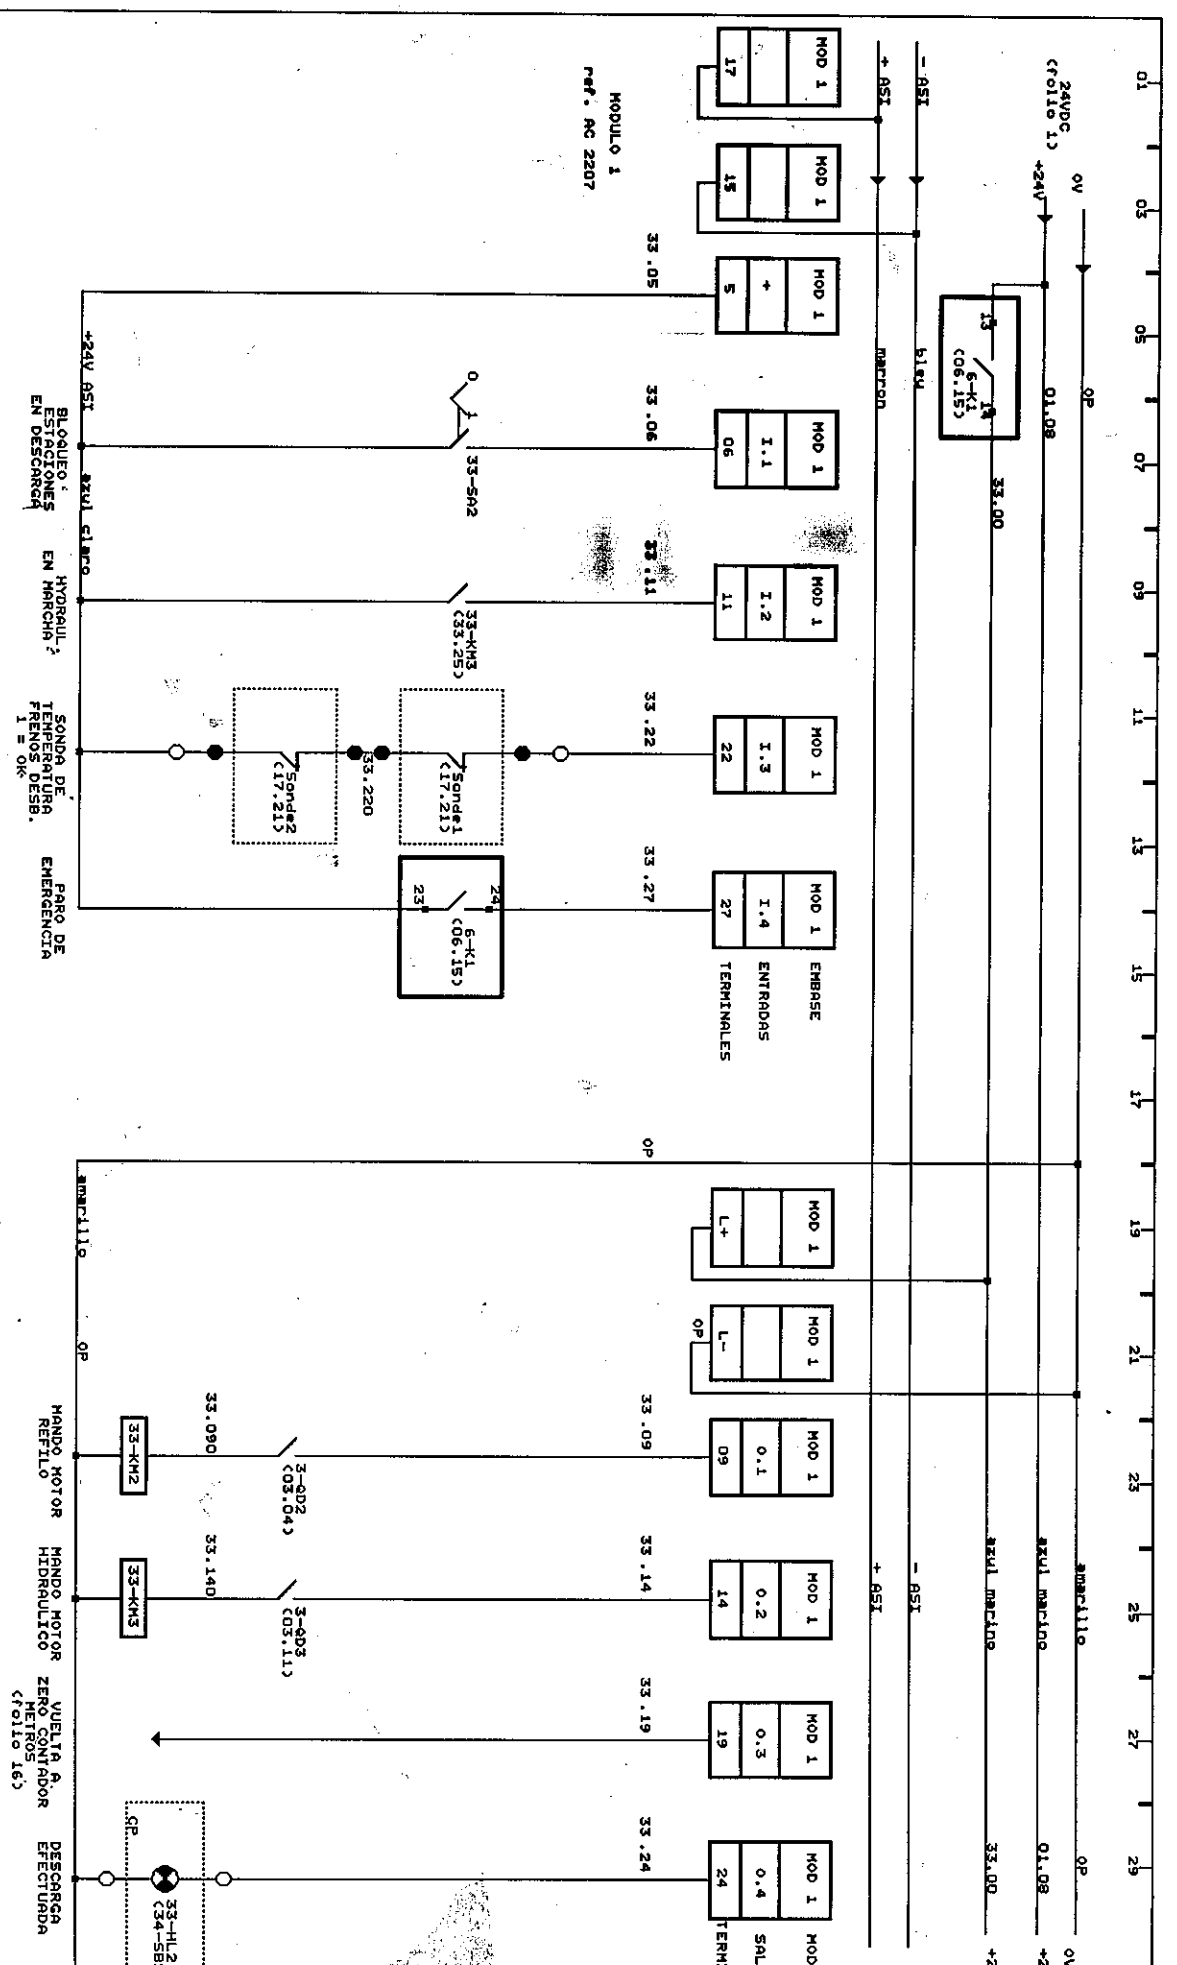 01
03
05
07
09
11
13
15
17
19
21
23
25
27
29
24VDC
(folio 1)
0V
+24V
0P
01.08
13
14
6-K1
(06.15)
33.00
amarillo
azul marino
azul marino
0P
01.08
33.00
- ASI
+ ASI
bleu
marron
- ASI
+ ASI
MOD 1
17
MOD 1
15
MOD 1
+
5
MOD 1
I.1
06
MOD 1
I.2
11
MOD 1
I.3
22
MOD 1
I.4
27
EMBASE
ENTRADAS
TERMINALES
MOD 1
L+
MOD 1
L-
0P
MOD 1
0.1
09
MOD 1
0.2
14
MOD 1
0.3
19
MOD 1
0.4
24
MODULO 1
ref. AC 2207
33.05
33.06
33.11
33.22
33.27
0P
33.09
33.14
33.19
33.24
0
1
33-SA2
33-KM3
(33.25)
Sonde1
(17.21)
33.220
Sonde2
(17.21)
24
23
6-K1
(06.15)
3-QD2
(03.04)
33.090
33-KM2
3-QD3
(03.11)
33.140
33-KM3
CP
33-HL2
+24V ASI
azul claro
amarillo
0P
BLOQUEO
ESTACIONES
EN DESCARGA
HYDRAUL.
EN MARCHA
SONDA DE
TEMPERATURA
FRENOS DESB.
1 = OK
PARO DE
EMERGENCIA
MANDO MOTOR
REFILO
MANDO MOTOR
HIDRAULICO
VUELTA A
ZERO CONTADOR
METROS
(folio 16)
DESCARGA
EFECTUADA